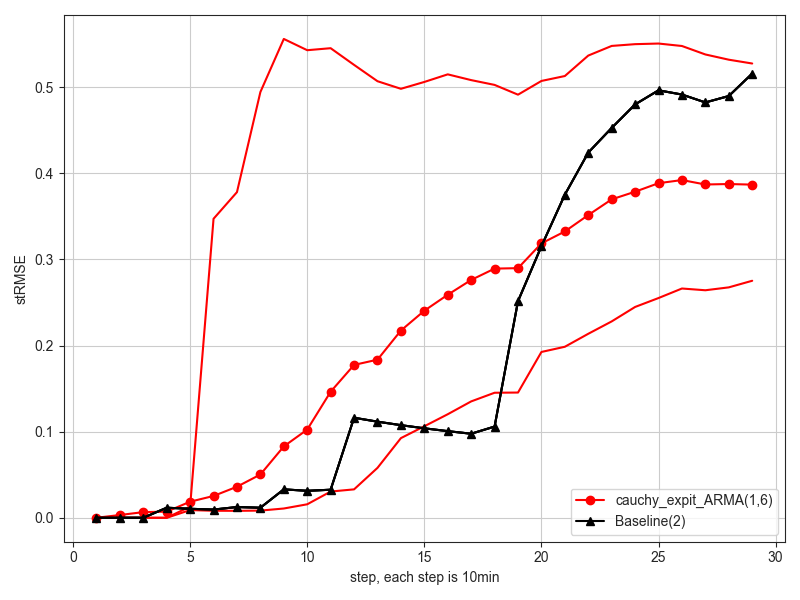 0.5
0.4
0.3
0.2
0.1
0.0
stRMSE
cauchy_expit_ARMA(1,6)
Baseline(2)
0 5 10 15 20 25 30
step, each step is 10min